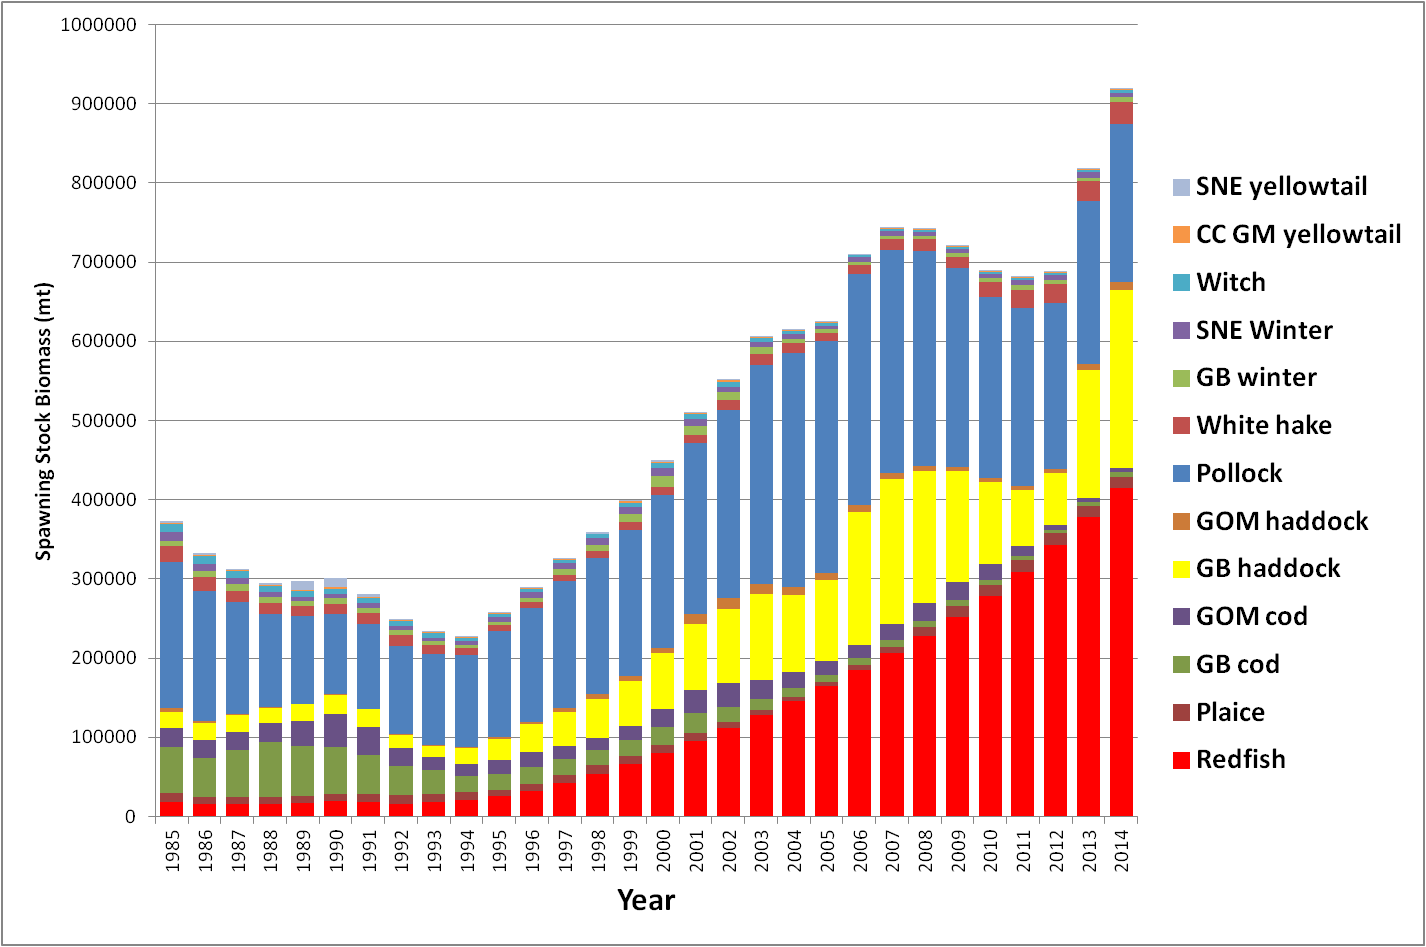 1000000
900000
800000
700000
600000
500000
400000
300000
200000
100000
0
Spawning Stock Biomass (mt)
1985 1986 1987 1988 1989 1990 1991 1992 1993 1994 1995 1996 1997 1998 1999 2000 2001 2002 2003 2004 2005 2006 2007 2008 2009 2010 2011 2012 2013 2014
Year
SNE yellowtail
CC GM yellowtail
Witch
SNE Winter
GB winter
White hake
Pollock
GOM haddock
GB haddock
GOM cod
GB cod
Plaice
Redfish